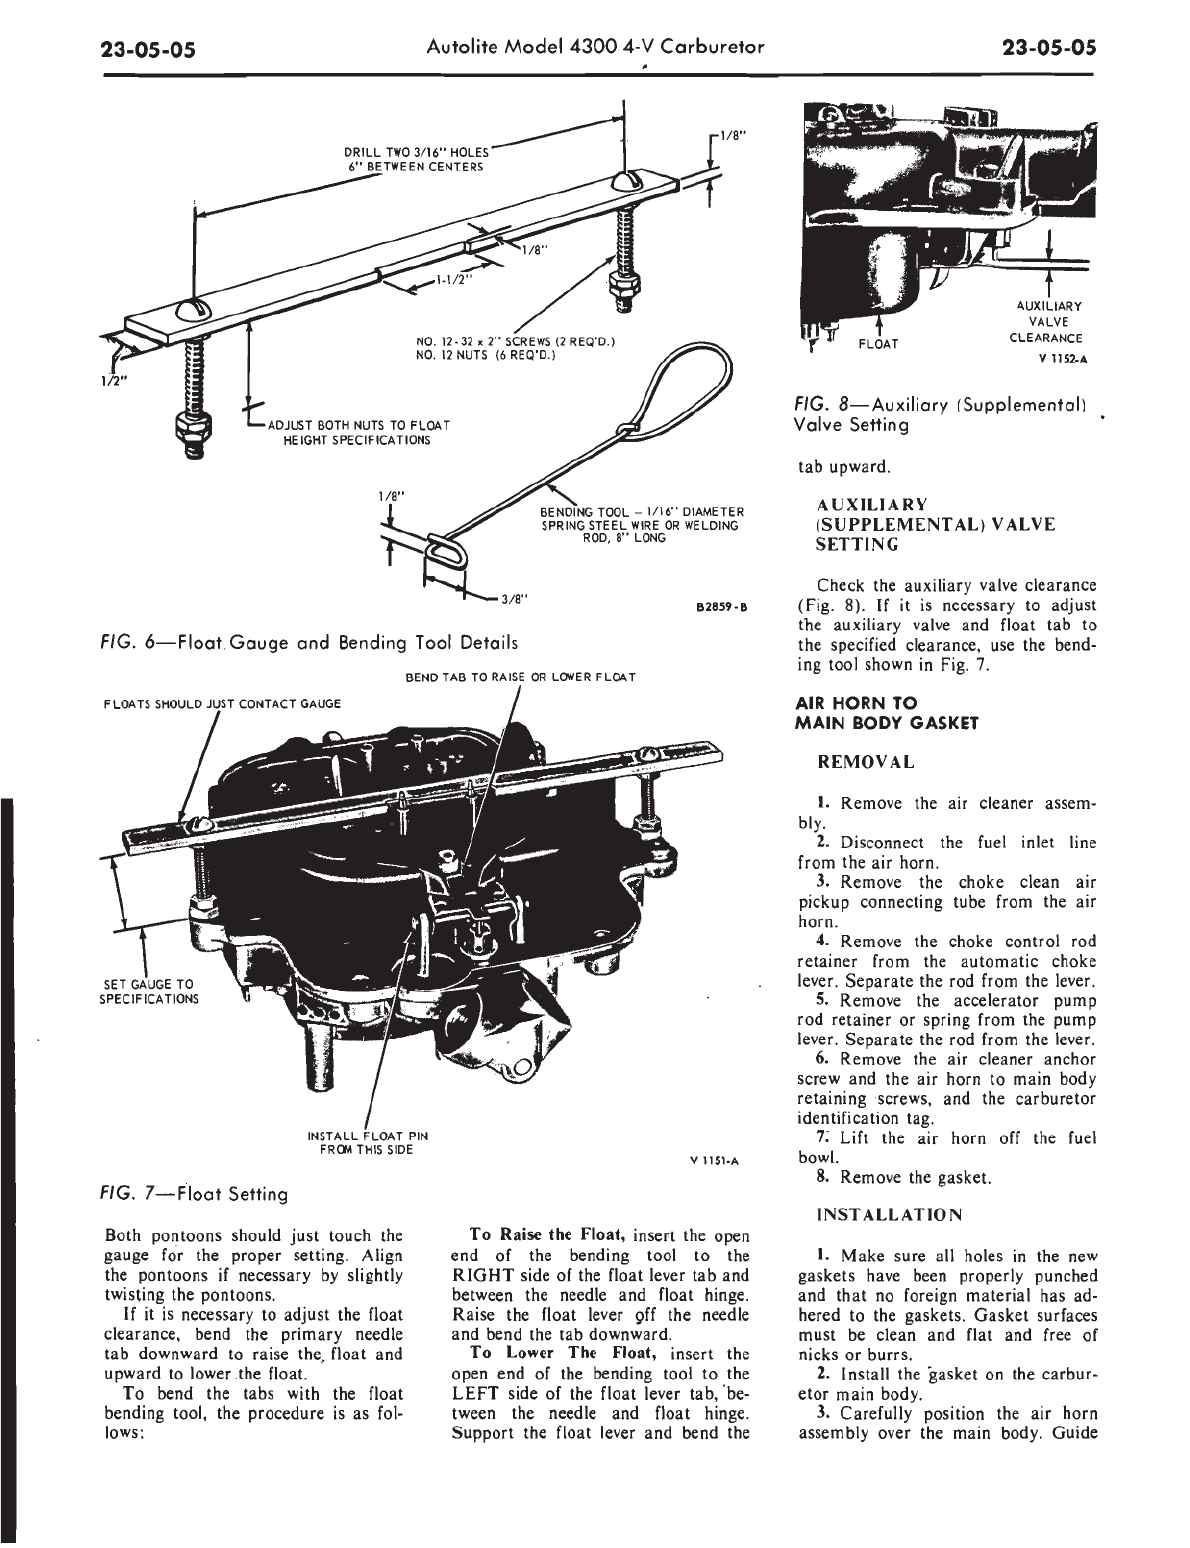 23-05-05
Autolite Model 4300 4-V Carburetor
23-05-05
DRILL TWO 3/16" HOLES
6" BETWEEN CENTERS
1/8"
1/8"
1-1/2"
NO. 12-32 x 2" SCREWS (2 REQ'D.)
NO. 12 NUTS (6 REQ'D.)
1/2"
ADJUST BOTH NUTS TO FLOAT
HEIGHT SPECIFICATIONS
1/8"
BENDING TOOL – 1/16" DIAMETER
SPRING STEEL WIRE OR WELDING
ROD, 8" LONG
3/8"
B2859-B
FIG. 6—Float Gauge and Bending Tool Details
BEND TAB TO RAISE OR LOWER FLOAT
FLOATS SHOULD JUST CONTACT GAUGE
SET GAUGE TO
SPECIFICATIONS
INSTALL FLOAT PIN
FROM THIS SIDE
V 1151-A
FIG. 7—Float Setting
Both pontoons should just touch the
gauge for the proper setting. Align
the pontoons if necessary by slightly
twisting the pontoons.
If it is necessary to adjust the float
clearance, bend the primary needle
tab downward to raise the float and
upward to lower the float.
To bend the tabs with the float
bending tool, the procedure is as fol-
lows:
To Raise the Float, insert the open
end of the bending tool to the
RIGHT side of the float lever tab and
between the needle and float hinge.
Raise the float lever off the needle
and bend the tab downward.
To Lower The Float, insert the
open end of the bending tool to the
LEFT side of the float lever tab, be-
tween the needle and float hinge.
Support the float lever and bend the
FLOAT
AUXILIARY
VALVE
CLEARANCE
V 1152-A
FIG. 8—Auxiliary (Supplemental)
Valve Setting
tab upward.
AUXILIARY
(SUPPLEMENTAL) VALVE
SETTING
Check the auxiliary valve clearance
(Fig. 8). If it is necessary to adjust
the auxiliary valve and float tab to
the specified clearance, use the bend-
ing tool shown in Fig. 7.
AIR HORN TO
MAIN BODY GASKET
REMOVAL
1. Remove the air cleaner assem-
bly.
2. Disconnect the fuel inlet line
from the air horn.
3. Remove the choke clean air
pickup connecting tube from the air
horn.
4. Remove the choke control rod
retainer from the automatic choke
lever. Separate the rod from the lever.
5. Remove the accelerator pump
rod retainer or spring from the pump
lever. Separate the rod from the lever.
6. Remove the air cleaner anchor
screw and the air horn to main body
retaining screws, and the carburetor
identification tag.
7. Lift the air horn off the fuel
bowl.
8. Remove the gasket.
INSTALLATION
1. Make sure all holes in the new
gaskets have been properly punched
and that no foreign material has ad-
hered to the gaskets. Gasket surfaces
must be clean and flat and free of
nicks or burrs.
2. Install the gasket on the carbur-
etor main body.
3. Carefully position the air horn
assembly over the main body. Guide